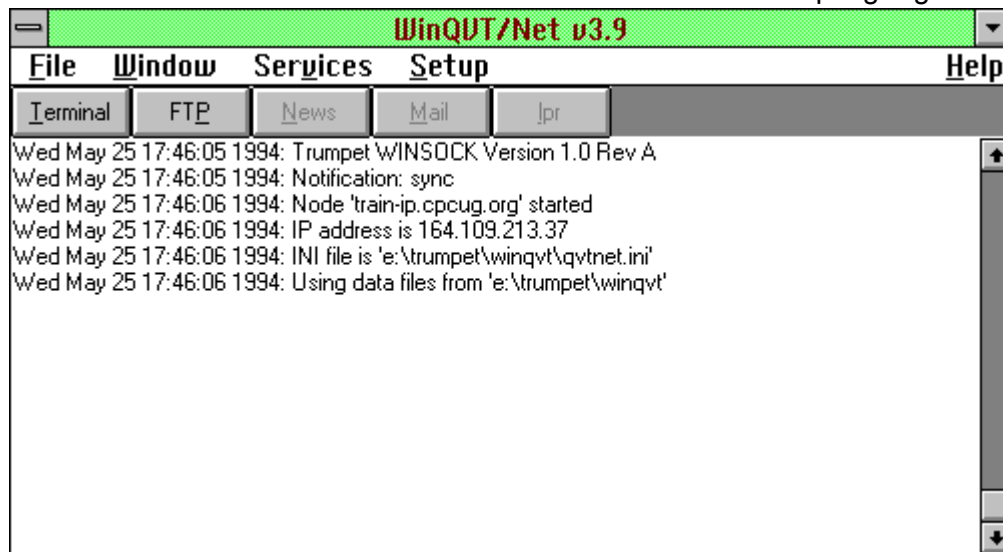 WinQVT/Net v3.9
File Window Services Setup Help
Terminal FTP News Mail lpr
Wed May 25 17:46:05 1994: Trumpet WINSOCK Version 1.0 Rev A
Wed May 25 17:46:05 1994: Notification: sync
Wed May 25 17:46:06 1994: Node 'train-ip.cpcug.org' started
Wed May 25 17:46:06 1994: IP address is 164.109.213.37
Wed May 25 17:46:06 1994: INI file is 'e:\trumpet\winqvt\qvtnet.ini'
Wed May 25 17:46:06 1994: Using data files from 'e:\trumpet\winqvt'